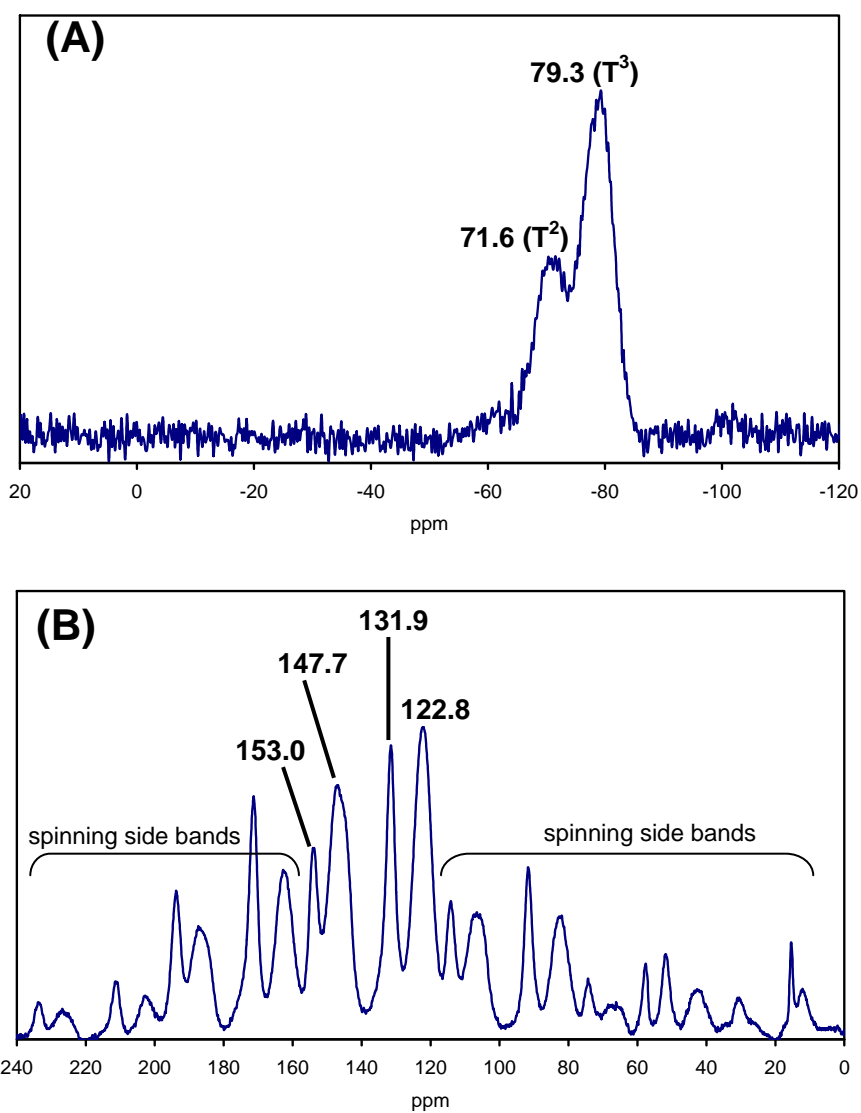 (A)
79.3 (T³)
71.6 (T²)
20 0 -20 -40 -60 -80 -100 -120
ppm
(B)
131.9
147.7
122.8
153.0
spinning side bands
spinning side bands
240 220 200 180 160 140 120 100 80 60 40 20 0
ppm